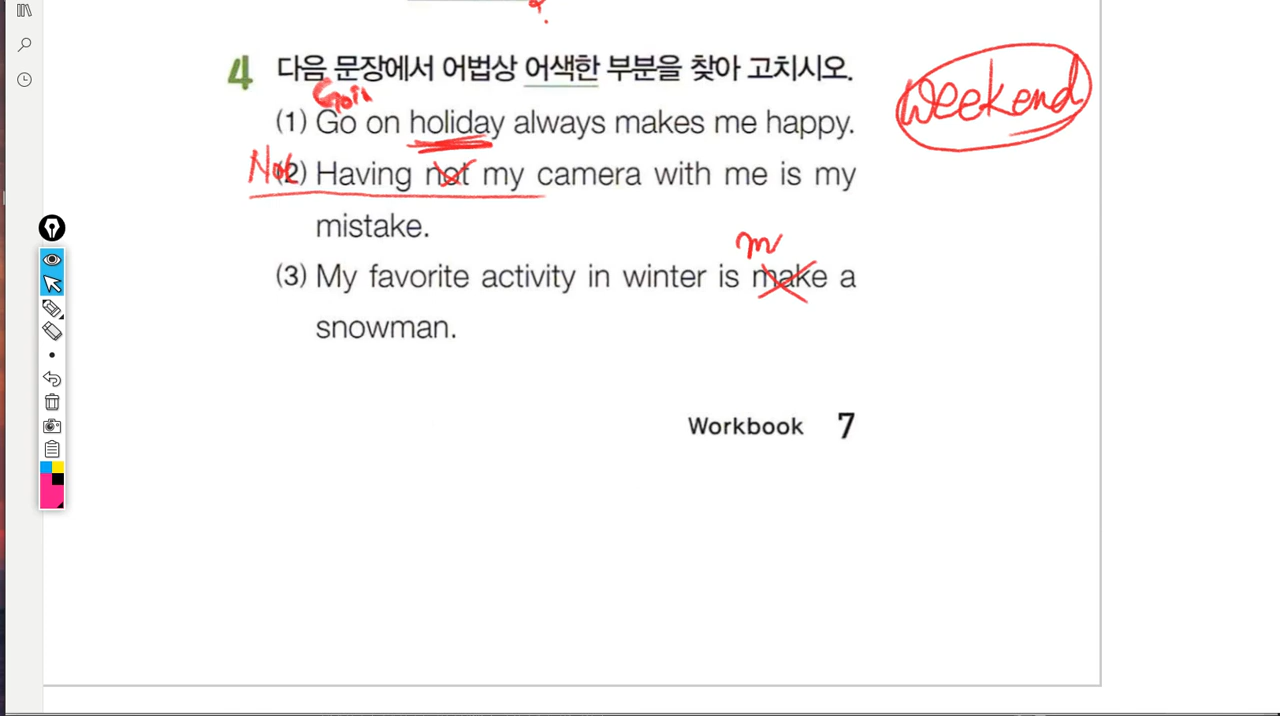 4 다음 문장에서 어법상 어색한 부분을 찾아 고치시오.
Weekend
Goin
(1) Go on holiday always makes me happy.
Not
(2) Having not my camera with me is my
mistake.
m
(3) My favorite activity in winter is make a
snowman.
Workbook 7